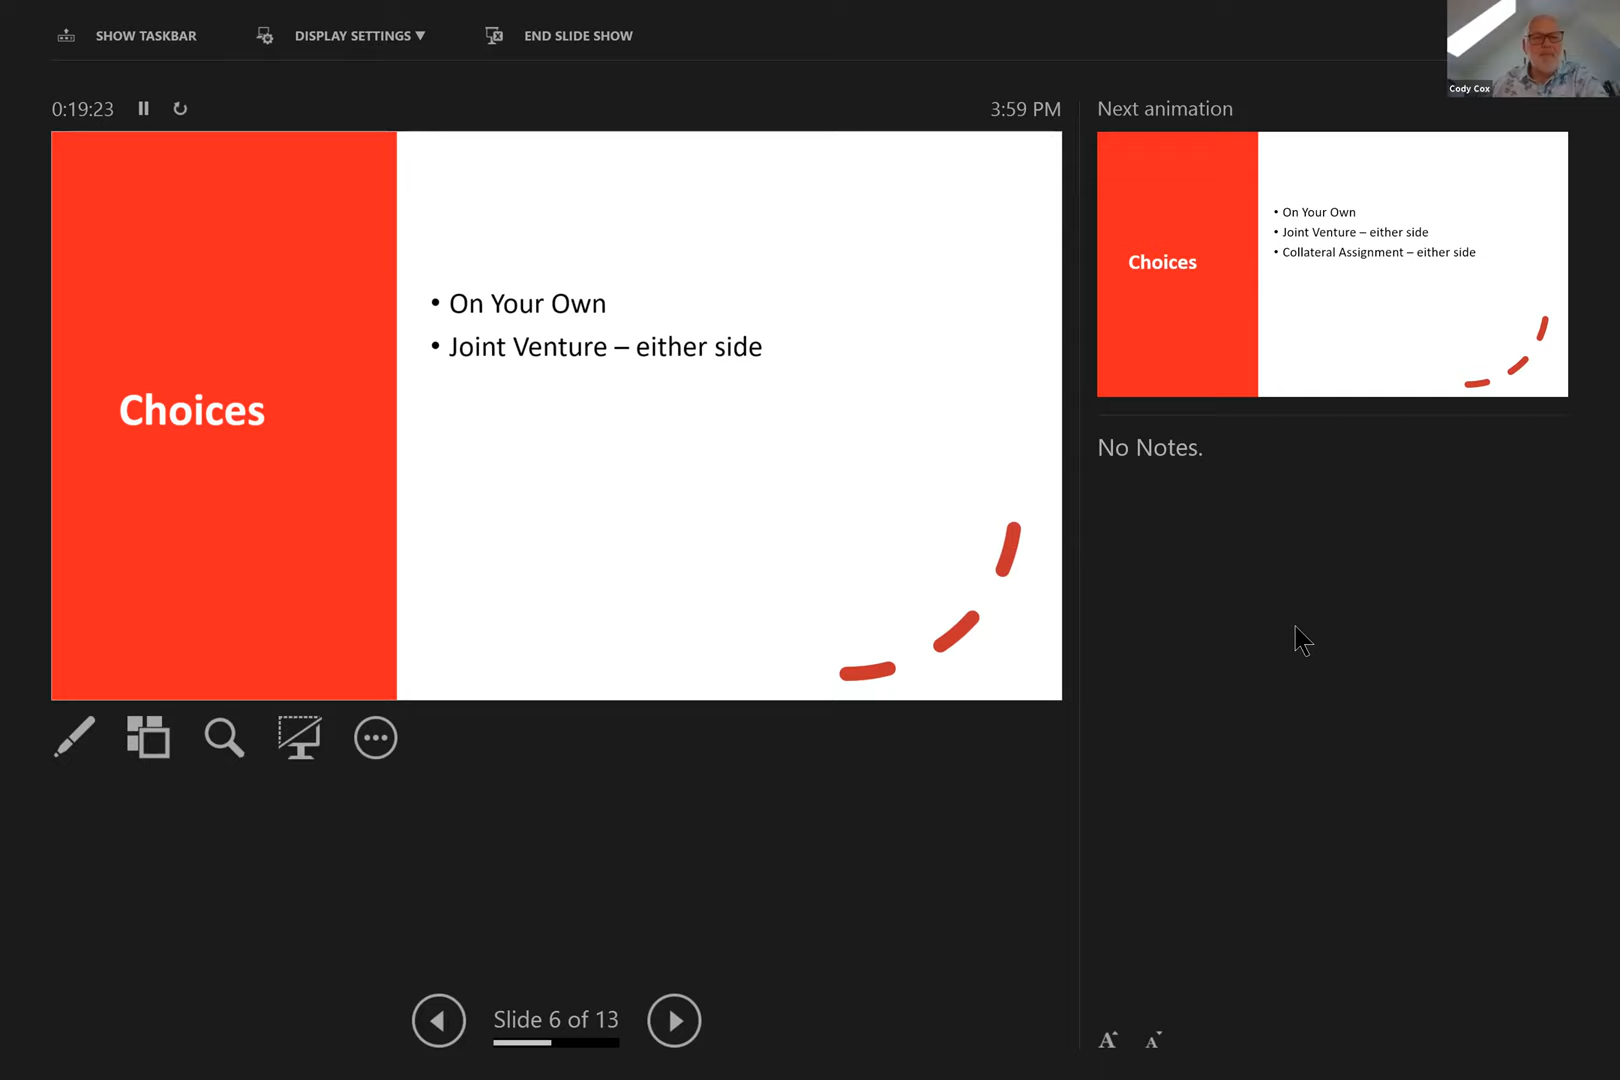 SHOW TASKBAR
DISPLAY SETTINGS ▼
END SLIDE SHOW
Cody Cox
0:19:23
3:59 PM
Next animation
Choices
• On Your Own
• Joint Venture – either side
Choices
• On Your Own
• Joint Venture – either side
• Collateral Assignment – either side
No Notes.
Slide 6 of 13
A
A